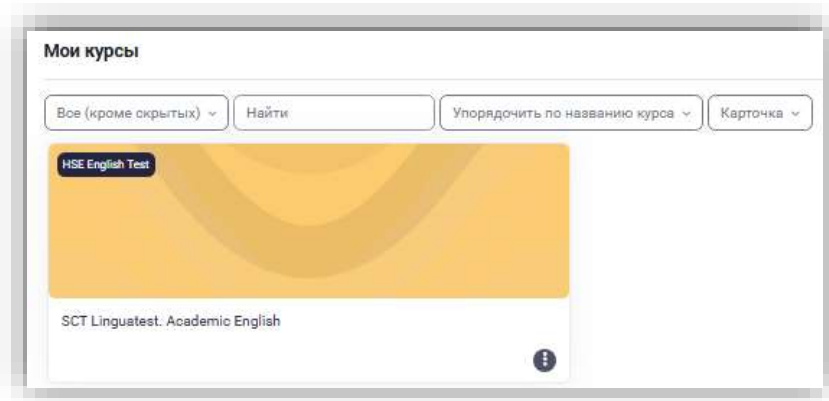 Мои курсы
Все (кроме скрытых) Найти Упорядочить по названию курса Карточка
HSE English Test
SCT Linguatest. Academic English